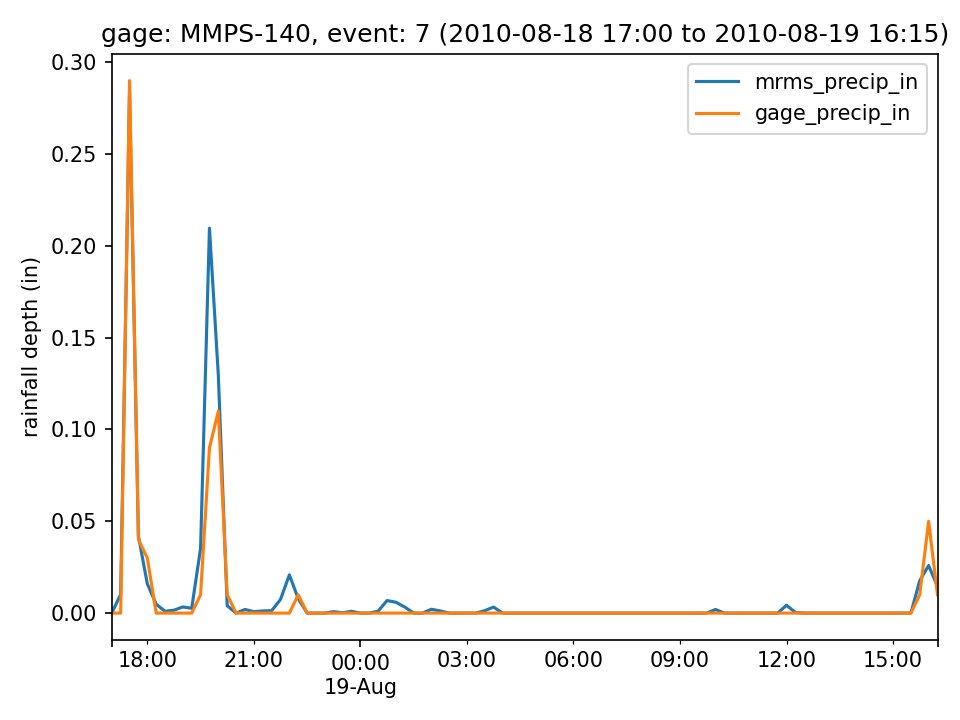 gage: MMPS-140, event: 7 (2010-08-18 17:00 to 2010-08-19 16:15)
mrms_precip_in
gage_precip_in
rainfall depth (in)
0.30
0.25
0.20
0.15
0.10
0.05
0.00
18:00 21:00 00:00 03:00 06:00 09:00 12:00 15:00
19-Aug